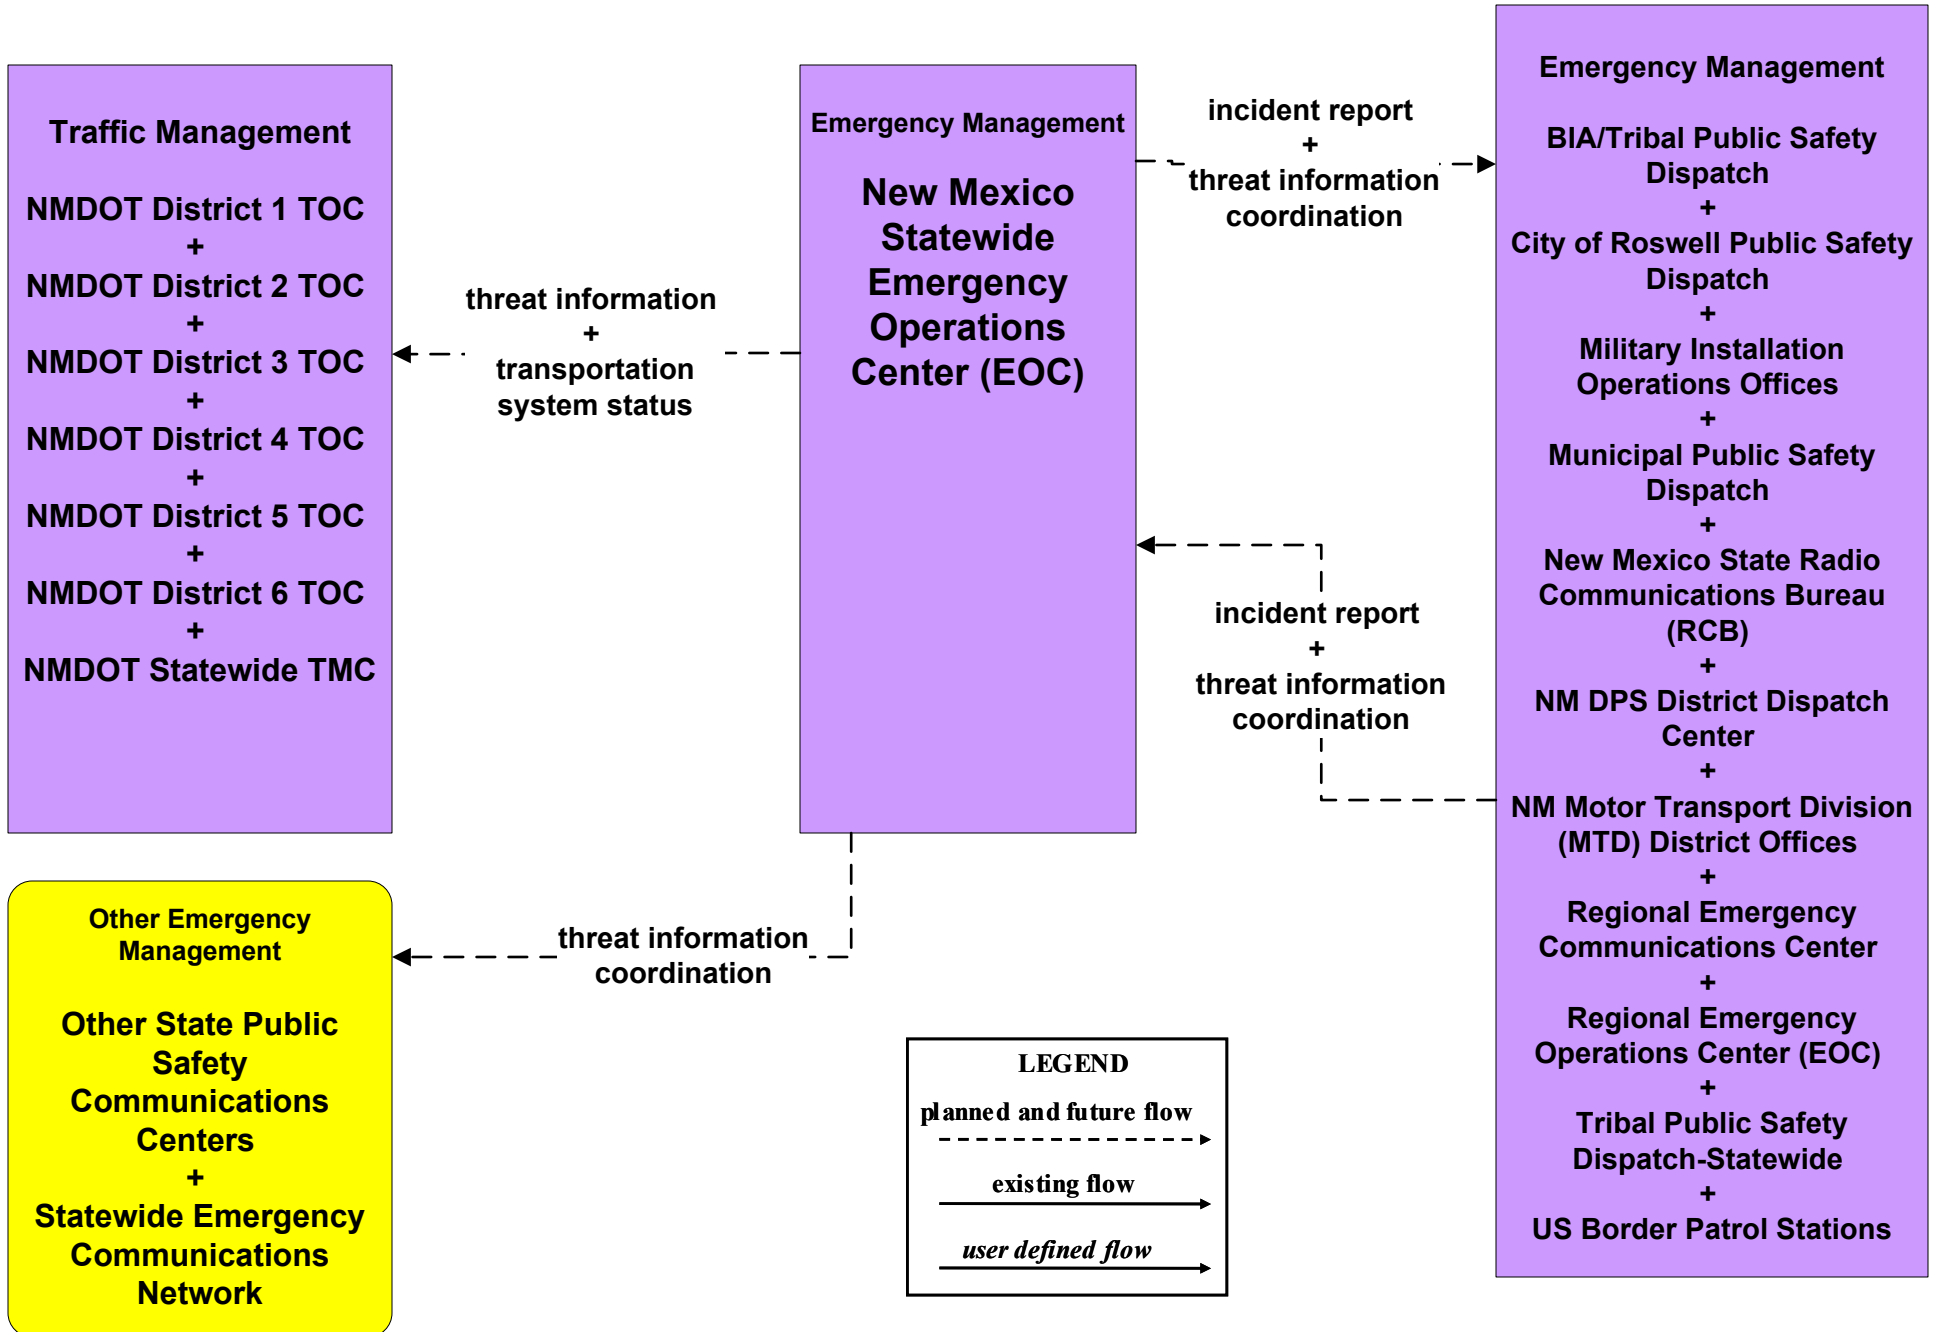 Traffic Management
NMDOT District 1 TOC
+
NMDOT District 2 TOC
+
NMDOT District 3 TOC
+
NMDOT District 4 TOC
+
NMDOT District 5 TOC
+
NMDOT District 6 TOC
+
NMDOT Statewide TMC
Other Emergency
Management
Other State Public
Safety
Communications
Centers
+
Statewide Emergency
Communications
Network
threat information
+
transportation
system status
threat information
coordination
Emergency Management
New Mexico
Statewide
Emergency
Operations
Center (EOC)
incident report
+
threat information
coordination
incident report
+
threat information
coordination
LEGEND
planned and future flow
existing flow
user defined flow
Emergency Management
BIA/Tribal Public Safety
Dispatch
+
City of Roswell Public Safety
Dispatch
+
Military Installation
Operations Offices
+
Municipal Public Safety
Dispatch
+
New Mexico State Radio
Communications Bureau
(RCB)
+
NM DPS District Dispatch
Center
+
NM Motor Transport Division
(MTD) District Offices
+
Regional Emergency
Communications Center
+
Regional Emergency
Operations Center (EOC)
+
Tribal Public Safety
Dispatch-Statewide
+
US Border Patrol Stations